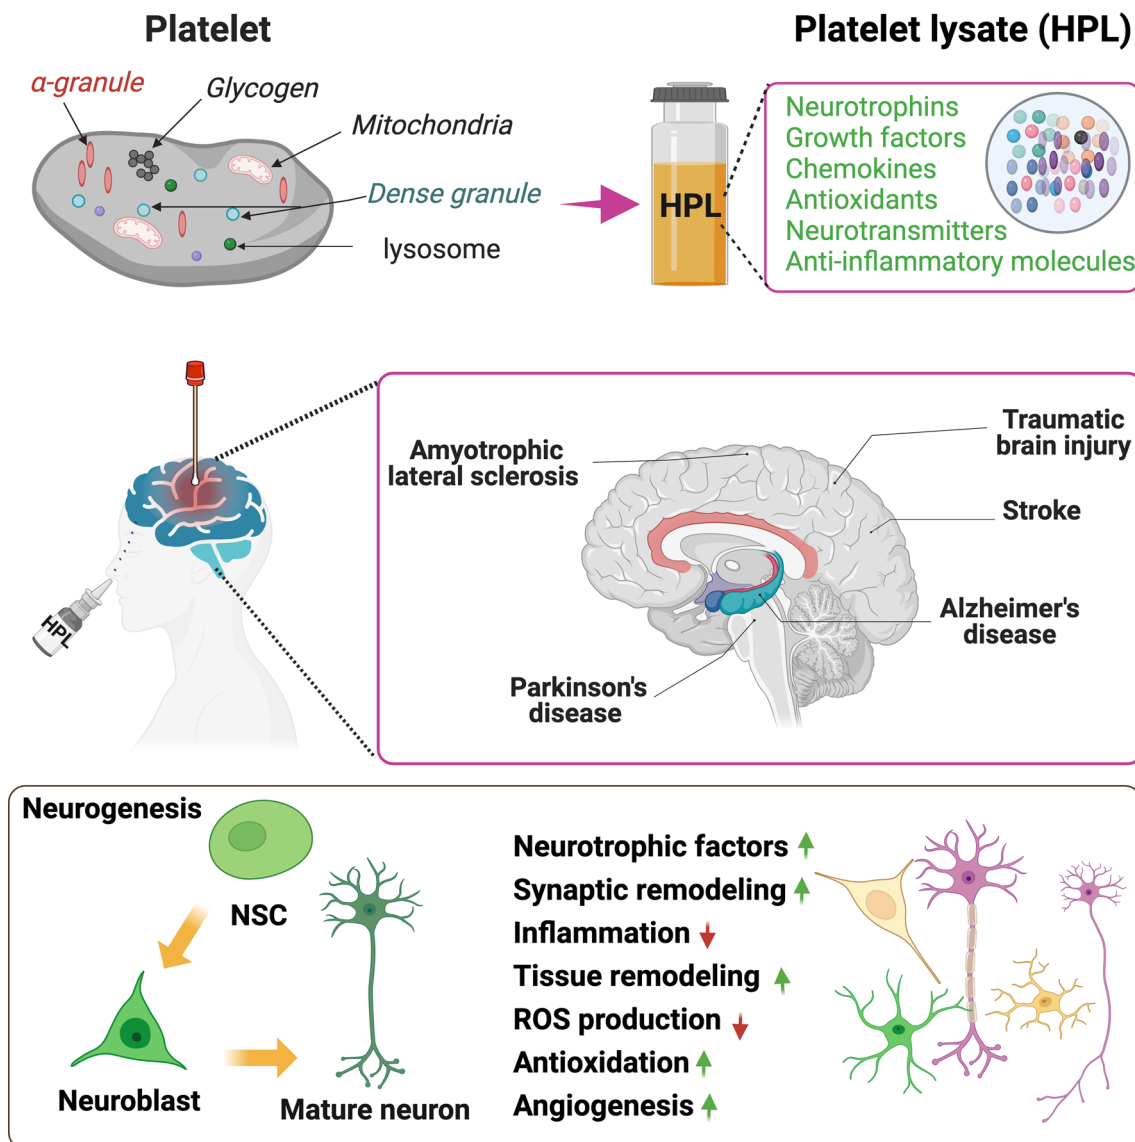 Platelet
Platelet lysate (HPL)
α-granule
Glycogen
Mitochondria
Dense granule
lysosome
HPL
Neurotrophins
Growth factors
Chemokines
Antioxidants
Neurotransmitters
Anti-inflammatory molecules
HPL
Amyotrophic
lateral sclerosis
Traumatic
brain injury
Stroke
Alzheimer's
disease
Parkinson's
disease
Neurogenesis
NSC
Neuroblast
Mature neuron
Neurotrophic factors
Synaptic remodeling
Inflammation
Tissue remodeling
ROS production
Antioxidation
Angiogenesis